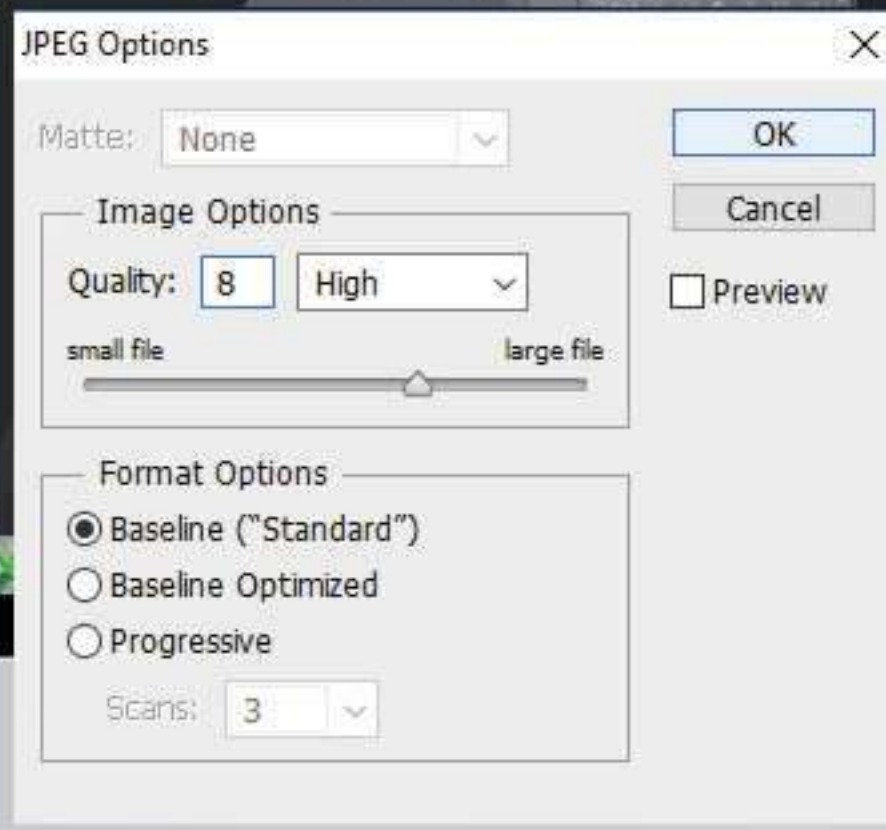 JPEG Options
Matte: None
OK
Cancel
Preview
Image Options
Quality: 8 High
small file large file
Format Options
Baseline (“Standard”)
Baseline Optimized
Progressive
Scans: 3